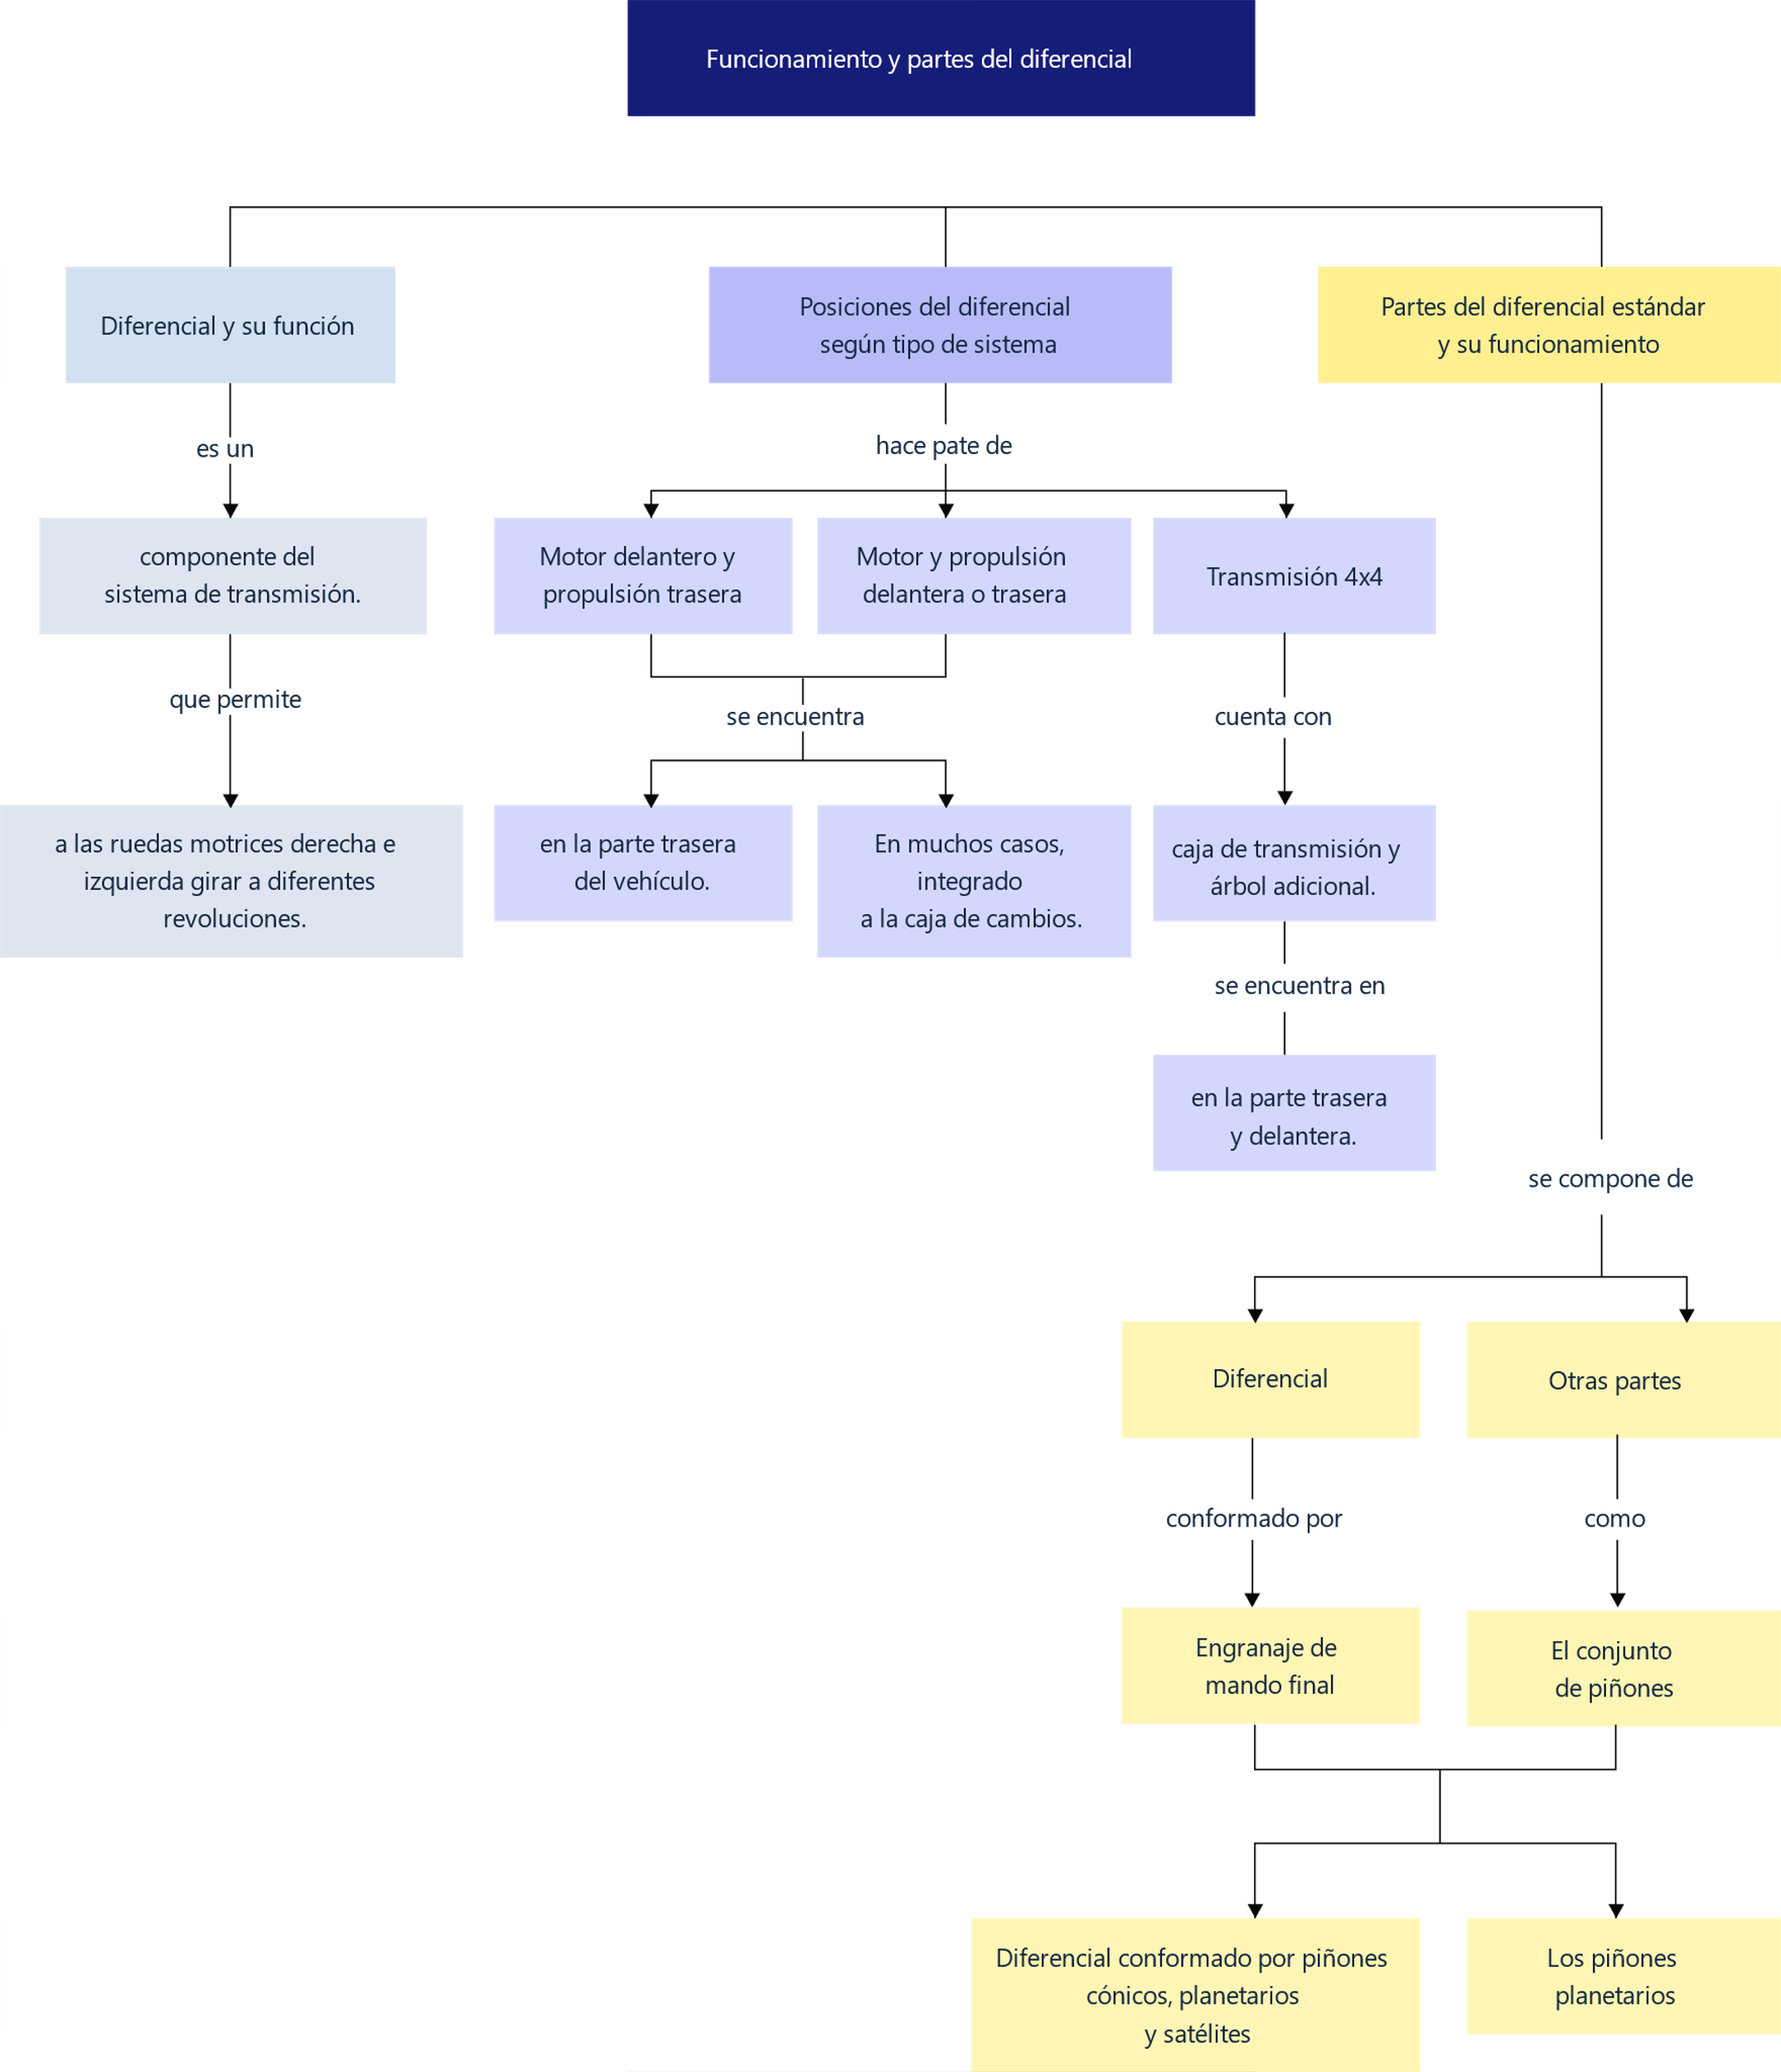 Funcionamiento y partes del diferencial
Diferencial y su función
Posiciones del diferencial
según tipo de sistema
Partes del diferencial estándar
y su funcionamiento
es un
hace pate de
componente del
sistema de transmisión.
Motor delantero y
propulsión trasera
Motor y propulsión
delantera o trasera
Transmisión 4x4
que permite
se encuentra
cuenta con
a las ruedas motrices derecha e
izquierda girar a diferentes
revoluciones.
en la parte trasera
del vehículo.
En muchos casos,
integrado
a la caja de cambios.
caja de transmisión y
árbol adicional.
se encuentra en
en la parte trasera
y delantera.
se compone de
Diferencial
Otras partes
conformado por
como
Engranaje de
mando final
El conjunto
de piñones
Diferencial conformado por piñones
cónicos, planetarios
y satélites
Los piñones
planetarios